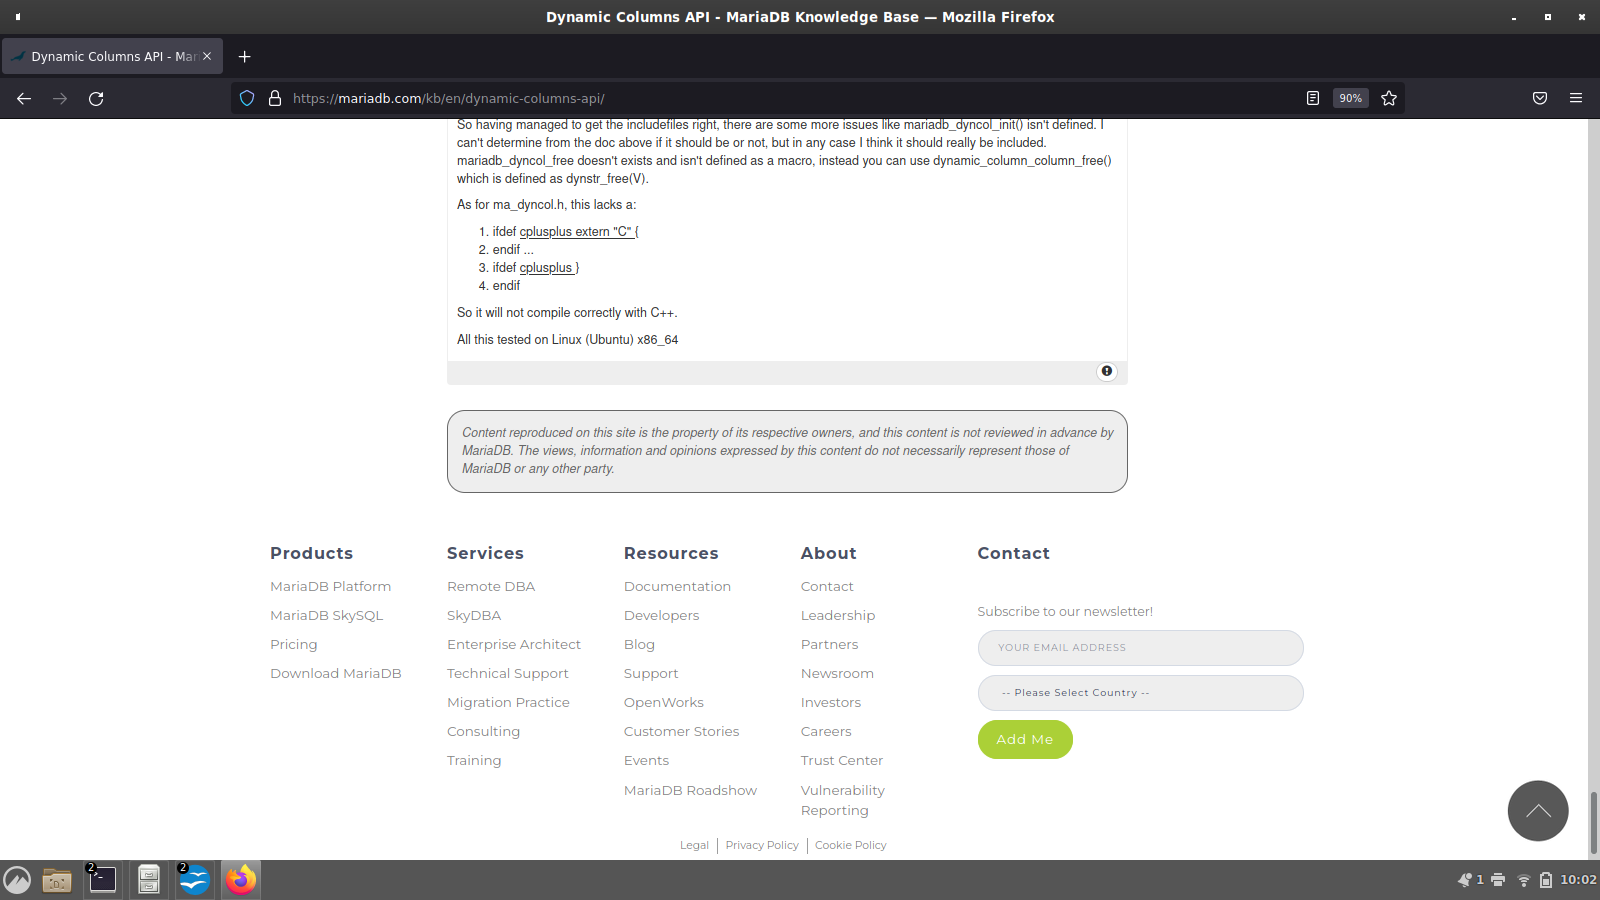 Dynamic Columns API - MariaDB Knowledge Base — Mozilla Firefox
Dynamic Columns API - Mar
https://mariadb.com/kb/en/dynamic-columns-api/
90%
So having managed to get the includefiles right, there are some more issues like mariadb_dyncol_init() isn't defined. I
can't determine from the doc above if it should be or not, but in any case I think it should really be included.
mariadb_dyncol_free doesn't exists and isn't defined as a macro, instead you can use dynamic_column_column_free()
which is defined as dynstr_free(V).
As for ma_dyncol.h, this lacks a:
1. ifdef cplusplus extern "C" {
2. endif ...
3. ifdef cplusplus }
4. endif
So it will not compile correctly with C++.
All this tested on Linux (Ubuntu) x86_64
Content reproduced on this site is the property of its respective owners, and this content is not reviewed in advance by
MariaDB. The views, information and opinions expressed by this content do not necessarily represent those of
MariaDB or any other party.
Products
MariaDB Platform
MariaDB SkySQL
Pricing
Download MariaDB
Services
Remote DBA
SkyDBA
Enterprise Architect
Technical Support
Migration Practice
Consulting
Training
Resources
Documentation
Developers
Blog
Support
OpenWorks
Customer Stories
Events
MariaDB Roadshow
About
Contact
Leadership
Partners
Newsroom
Investors
Careers
Trust Center
Vulnerability
Reporting
Contact
Subscribe to our newsletter!
YOUR EMAIL ADDRESS
-- Please Select Country --
Add Me
Legal
Privacy Policy
Cookie Policy
2
2
1
10:02